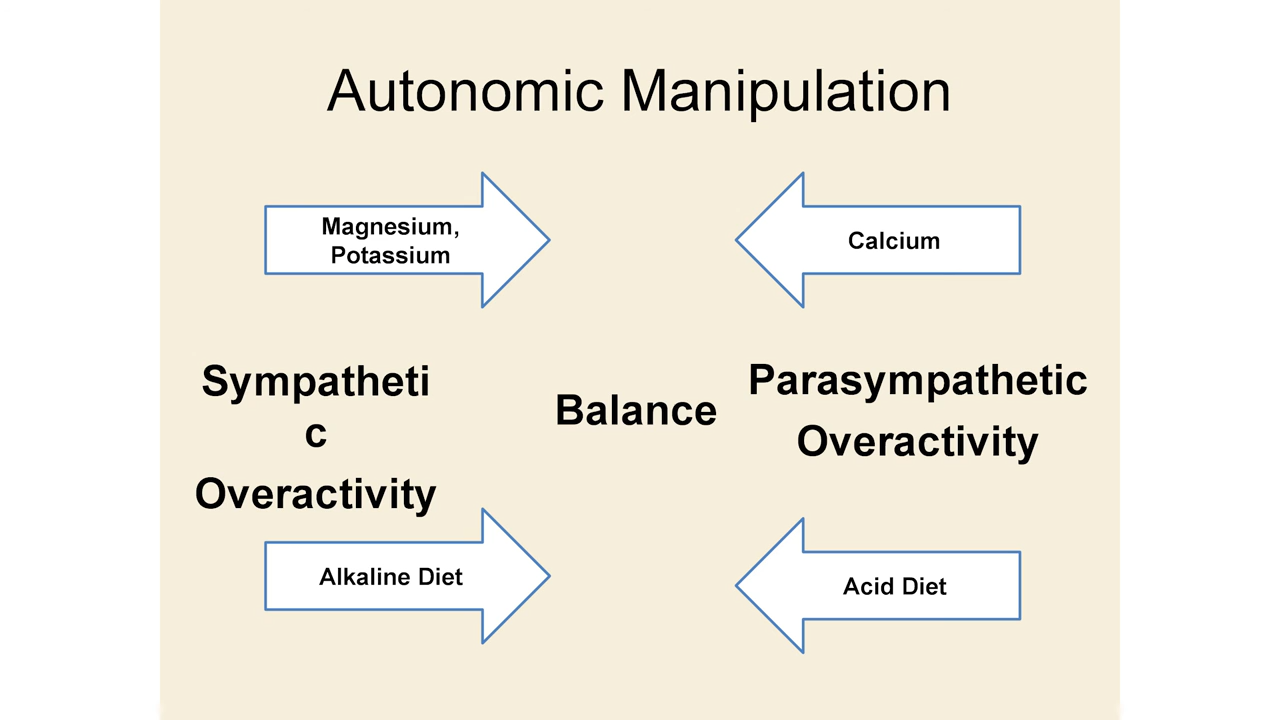 Autonomic Manipulation
Magnesium,
Potassium
Calcium
Sympatheti
c
Overactivity
Balance
Parasympathetic
Overactivity
Alkaline Diet
Acid Diet